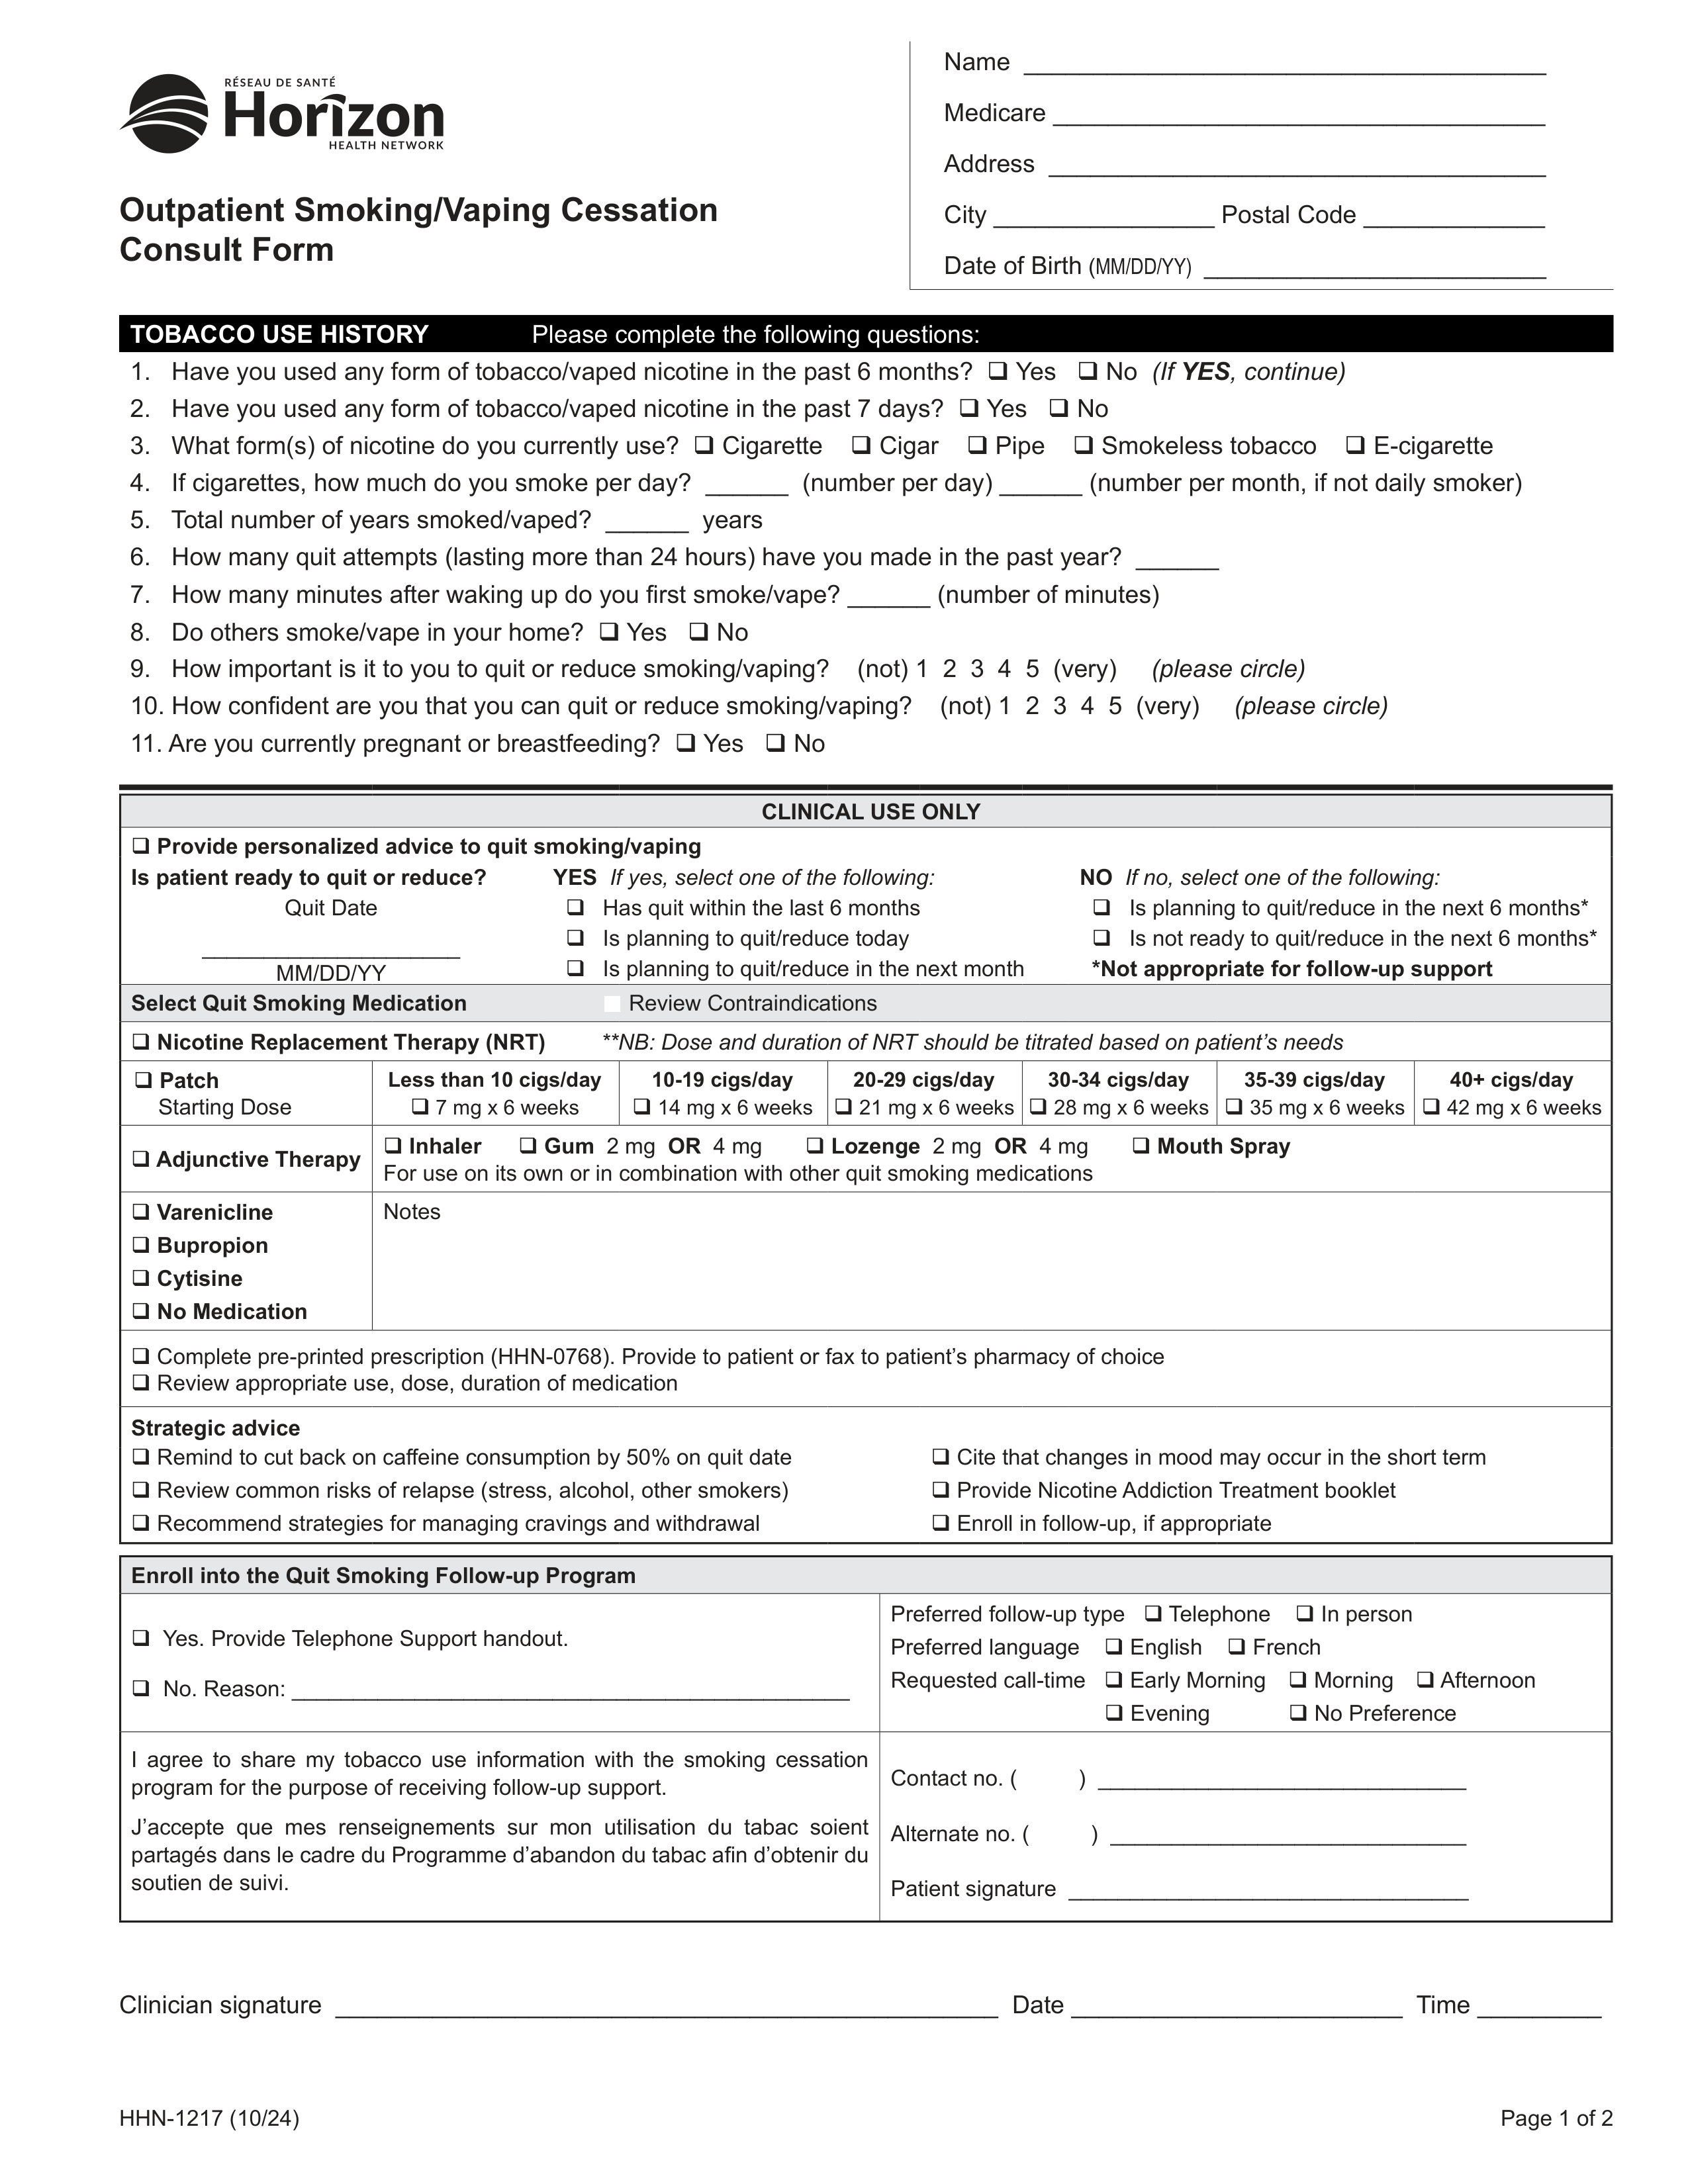 RÉSEAU DE SANTÉ
Horizon
HEALTH NETWORK
Outpatient Smoking/Vaping Cessation
Consult Form
Name ____
Medicare ____
Address ____
City ____ Postal Code ____
Date of Birth (MM/DD/YY) ____
TOBACCO USE HISTORY Please complete the following questions:
1. Have you used any form of tobacco/vaped nicotine in the past 6 months? ❑ Yes ❑ No (If YES, continue)
2. Have you used any form of tobacco/vaped nicotine in the past 7 days? ❑ Yes ❑ No
3. What form(s) of nicotine do you currently use? ❑ Cigarette ❑ Cigar ❑ Pipe ❑ Smokeless tobacco ❑ E-cigarette
4. If cigarettes, how much do you smoke per day? ______ (number per day) ______ (number per month, if not daily smoker)
5. Total number of years smoked/vaped? ______ years
6. How many quit attempts (lasting more than 24 hours) have you made in the past year? ______
7. How many minutes after waking up do you first smoke/vape? ______ (number of minutes)
8. Do others smoke/vape in your home? ❑ Yes ❑ No
9. How important is it to you to quit or reduce smoking/vaping? (not) 1 2 3 4 5 (very) (please circle)
10. How confident are you that you can quit or reduce smoking/vaping? (not) 1 2 3 4 5 (very) (please circle)
11. Are you currently pregnant or breastfeeding? ❑ Yes ❑ No
CLINICAL USE ONLY
❑ Provide personalized advice to quit smoking/vaping
Is patient ready to quit or reduce? YES If yes, select one of the following: NO If no, select one of the following:
Quit Date ❑ Has quit within the last 6 months ❑ Is planning to quit/reduce in the next 6 months*
____ ❑ Is planning to quit/reduce today ❑ Is not ready to quit/reduce in the next 6 months*
MM/DD/YY ❑ Is planning to quit/reduce in the next month *Not appropriate for follow-up support
Select Quit Smoking Medication Review Contraindications
❑ Nicotine Replacement Therapy (NRT) **NB: Dose and duration of NRT should be titrated based on patient's needs
❑ Patch Less than 10 cigs/day 10-19 cigs/day 20-29 cigs/day 30-34 cigs/day 35-39 cigs/day 40+ cigs/day
Starting Dose ❑ 7 mg x 6 weeks ❑ 14 mg x 6 weeks ❑ 21 mg x 6 weeks ❑ 28 mg x 6 weeks ❑ 35 mg x 6 weeks ❑ 42 mg x 6 weeks
❑ Adjunctive Therapy ❑ Inhaler ❑ Gum 2 mg OR 4 mg ❑ Lozenge 2 mg OR 4 mg ❑ Mouth Spray
For use on its own or in combination with other quit smoking medications
❑ Varenicline Notes
❑ Bupropion
❑ Cytisine
❑ No Medication
❑ Complete pre-printed prescription (HHN-0768). Provide to patient or fax to patient's pharmacy of choice
❑ Review appropriate use, dose, duration of medication
Strategic advice
❑ Remind to cut back on caffeine consumption by 50% on quit date ❑ Cite that changes in mood may occur in the short term
❑ Review common risks of relapse (stress, alcohol, other smokers) ❑ Provide Nicotine Addiction Treatment booklet
❑ Recommend strategies for managing cravings and withdrawal ❑ Enroll in follow-up, if appropriate
Enroll into the Quit Smoking Follow-up Program
❑ Yes. Provide Telephone Support handout.
❑ No. Reason: ____
Preferred follow-up type ❑ Telephone ❑ In person
Preferred language ❑ English ❑ French
Requested call-time ❑ Early Morning ❑ Morning ❑ Afternoon
❑ Evening ❑ No Preference
I agree to share my tobacco use information with the smoking cessation
program for the purpose of receiving follow-up support.
J'accepte que mes renseignements sur mon utilisation du tabac soient
partagés dans le cadre du Programme d'abandon du tabac afin d'obtenir du
soutien de suivi.
Contact no. ( ) ____
Alternate no. ( ) ____
Patient signature ____
Clinician signature ____ Date ____ Time ____
HHN-1217 (10/24) Page 1 of 2